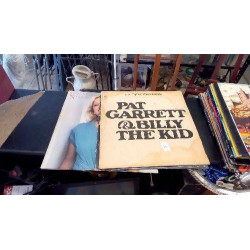 PAT GARRETT
& BILLY
THE KID